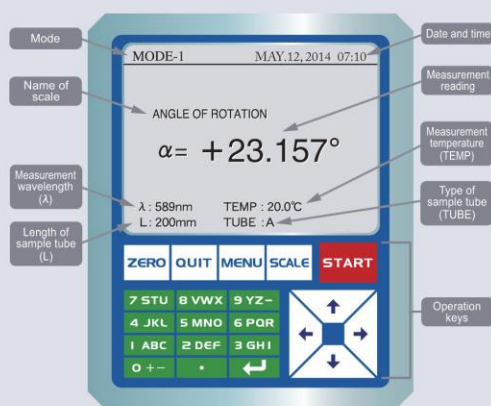 Mode
Date and time
MODE-1 MAY.12, 2014 07:10
Name of
scale
Measurement
reading
ANGLE OF ROTATION
α= +23.157°
Measurement
temperature
(TEMP)
Measurement
wavelength
(λ)
λ : 589nm TEMP : 20.0℃
L : 200mm TUBE : A
Type of
sample tube
(TUBE)
Length of
sample tube
(L)
ZERO QUIT MENU SCALE START
7 STU 8 VWX 9 YZ-
4 JKL 5 MNO 6 PQR
1 ABC 2 DEF 3 GHI
0 +- ·
Operation
keys